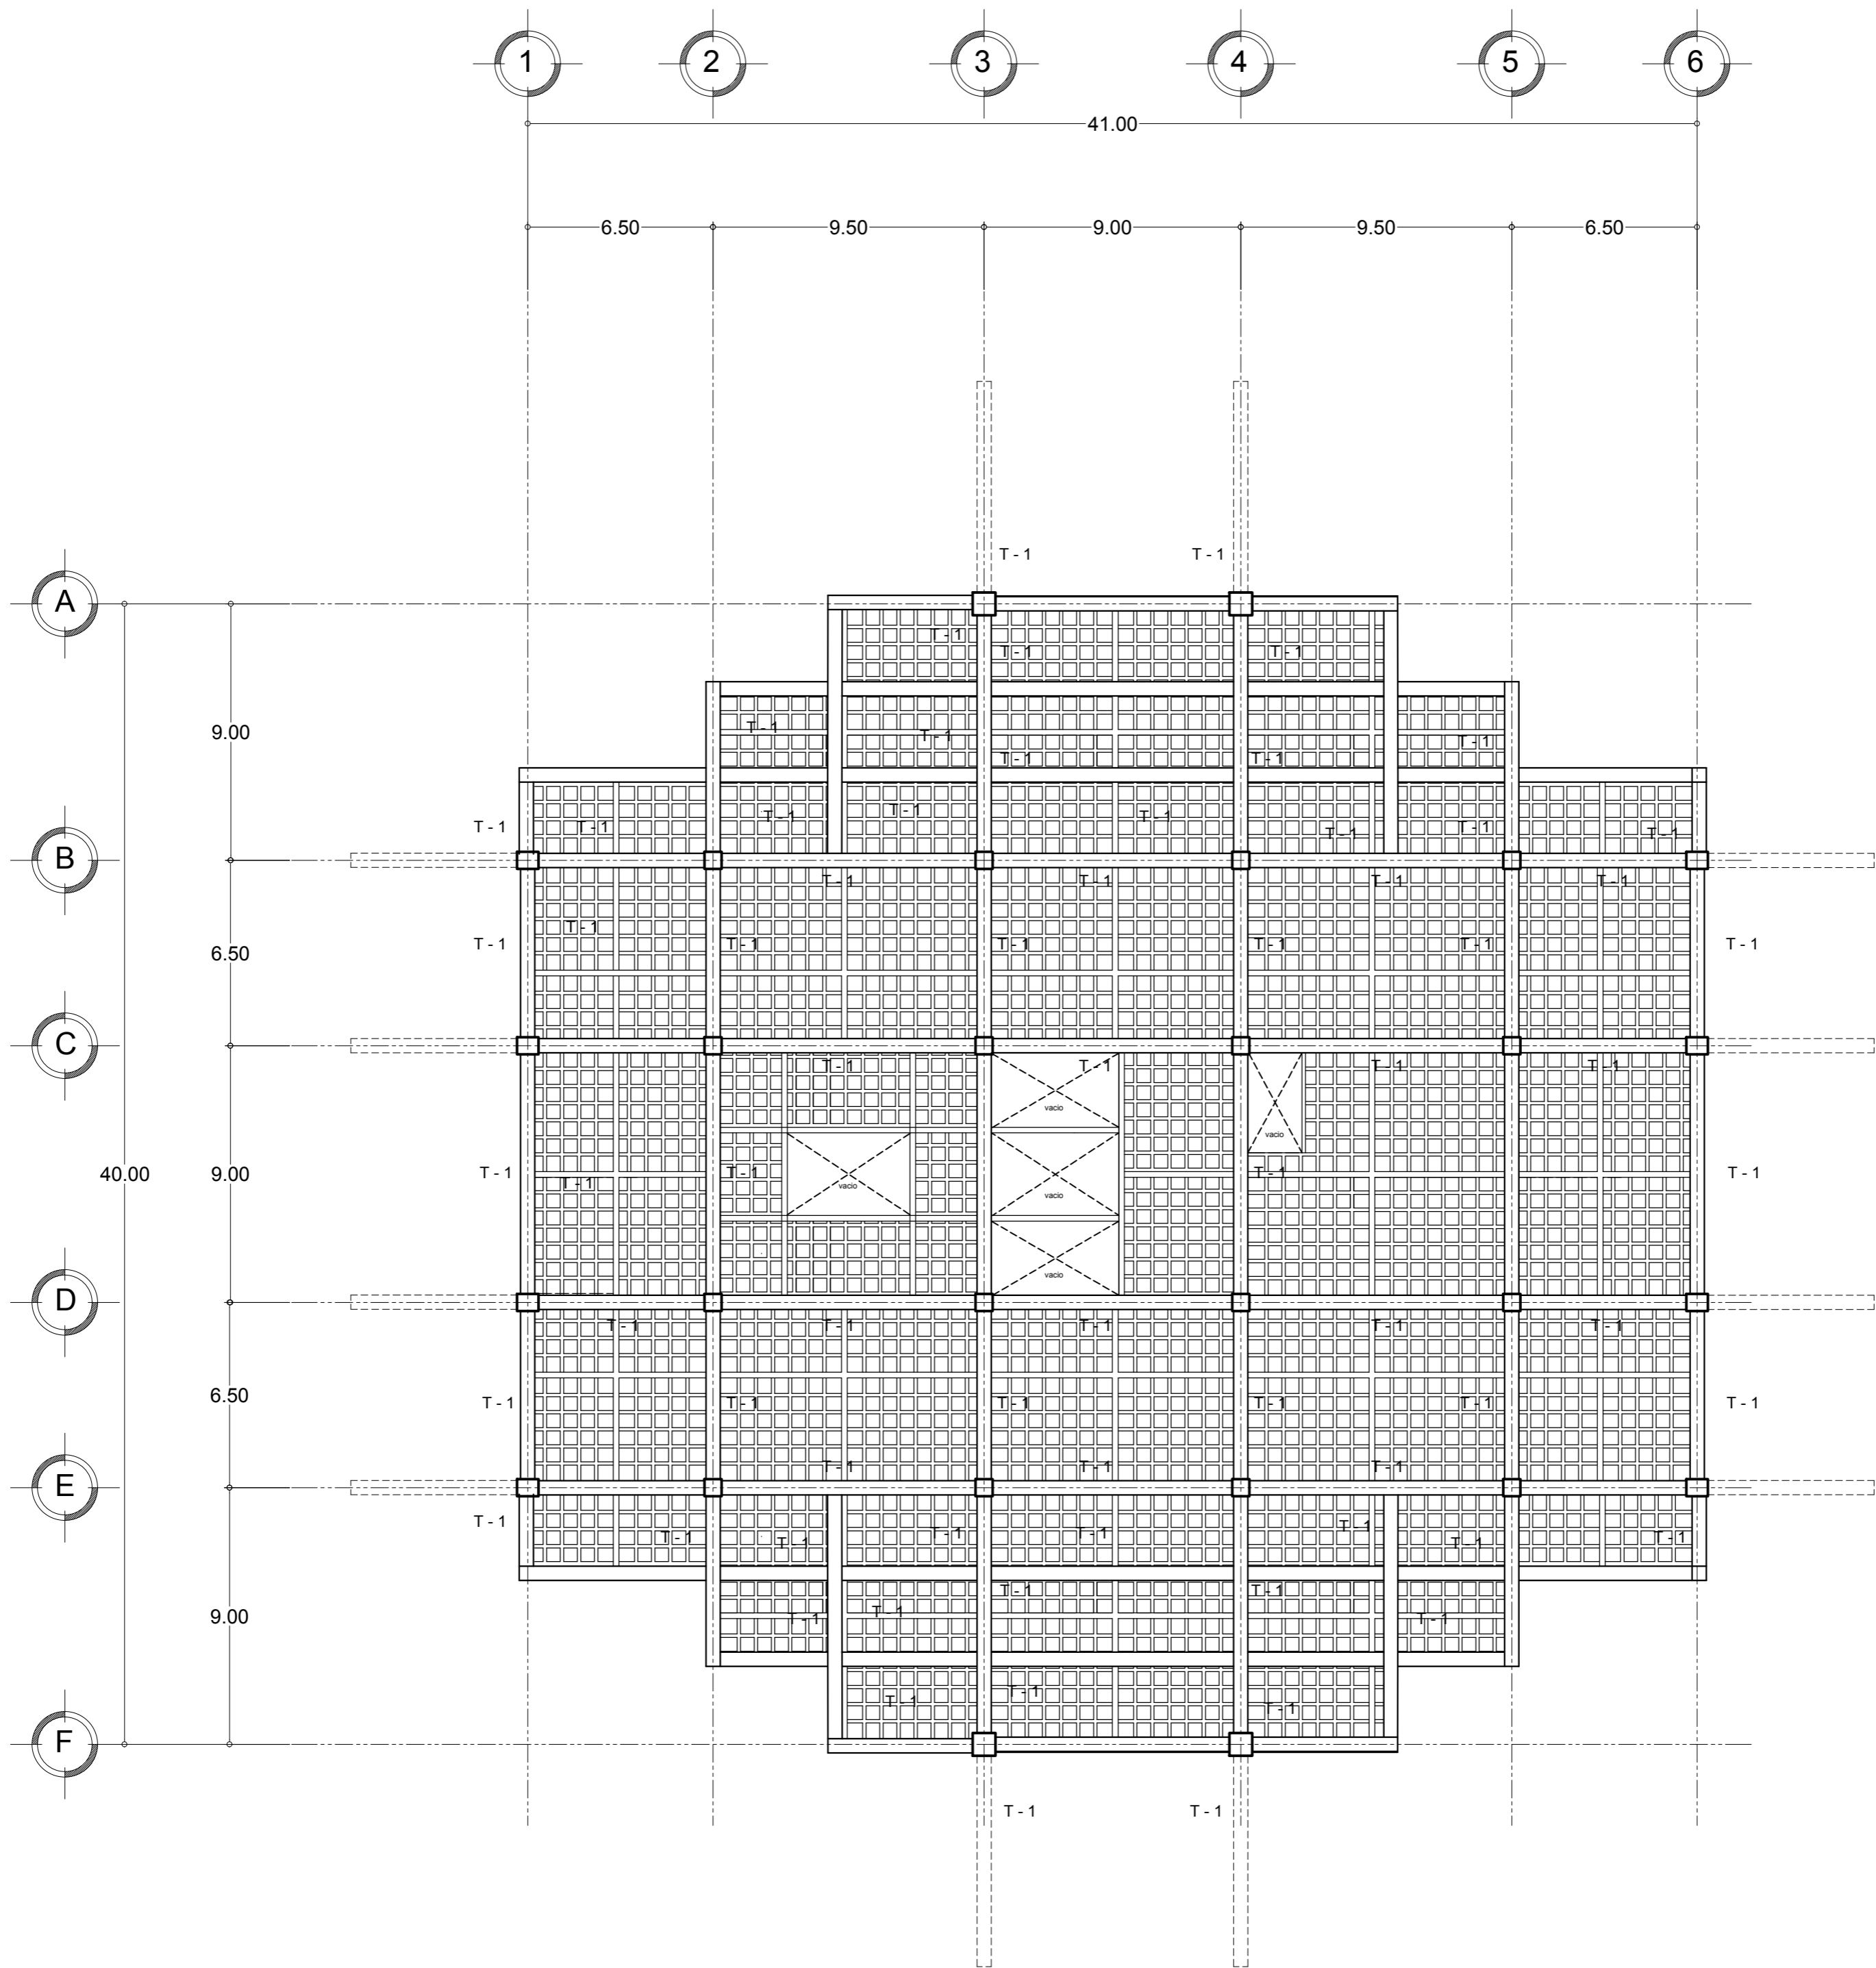 1 2 3 4 5 6
41.00
6.50 9.50 9.00 9.50 6.50
T - 1 T - 1
A
T - 1
T - 1 T - 1
9.00 T - 1 T - 1 T - 1
T - 1 T - 1
T - 1 T - 1 T - 1
T - 1 T - 1 T - 1 T - 1 T - 1 T - 1
B
T - 1 T - 1 T - 1 T - 1
T - 1
6.50 T - 1 T - 1 T - 1 T - 1 T - 1 T - 1
C
T - 1 T - 1 T - 1 T - 1
vacio
vacio
40.00 9.00 T - 1 T - 1 T - 1 T - 1
T - 1 vacio
vacio
vacio
D
T - 1 T - 1 T - 1 T - 1 T - 1
6.50 T - 1 T - 1 T - 1 T - 1 T - 1 T - 1
T - 1 T - 1 T - 1
E
T - 1 T - 1 T - 1 T - 1
T - 1 T - 1 T - 1 T - 1
T - 1 T - 1
9.00 T - 1 T - 1 T - 1
T - 1 T - 1 T - 1
F
T - 1 T - 1